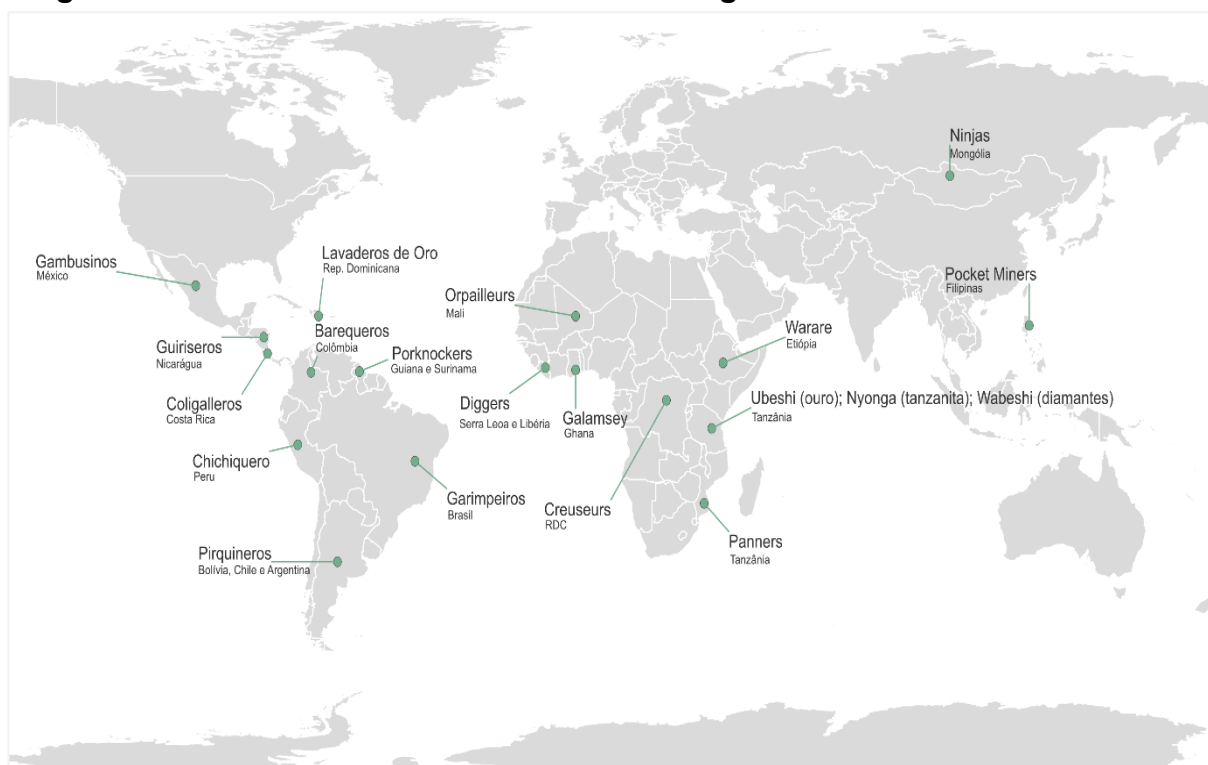 Ninjas
Mongólia
Lavaderos de Oro
Rep. Dominicana
Gambusinos
México
Pocket Miners
Filipinas
Orpailleurs
Mali
Barequeros
Colômbia
Warare
Etiópia
Guiriseros
Nicarágua
Porknockers
Guiana e Surinama
Coligalleros
Costa Rica
Diggers
Serra Leoa e Libéria
Galamsey
Ghana
Ubeshi (ouro); Nyonga (tanzanita); Wabeshi (diamantes)
Tanzânia
Chichiquero
Peru
Garimpeiros
Brasil
Creuseurs
RDC
Panners
Tanzânia
Pirquineros
Bolívia, Chile e Argentina